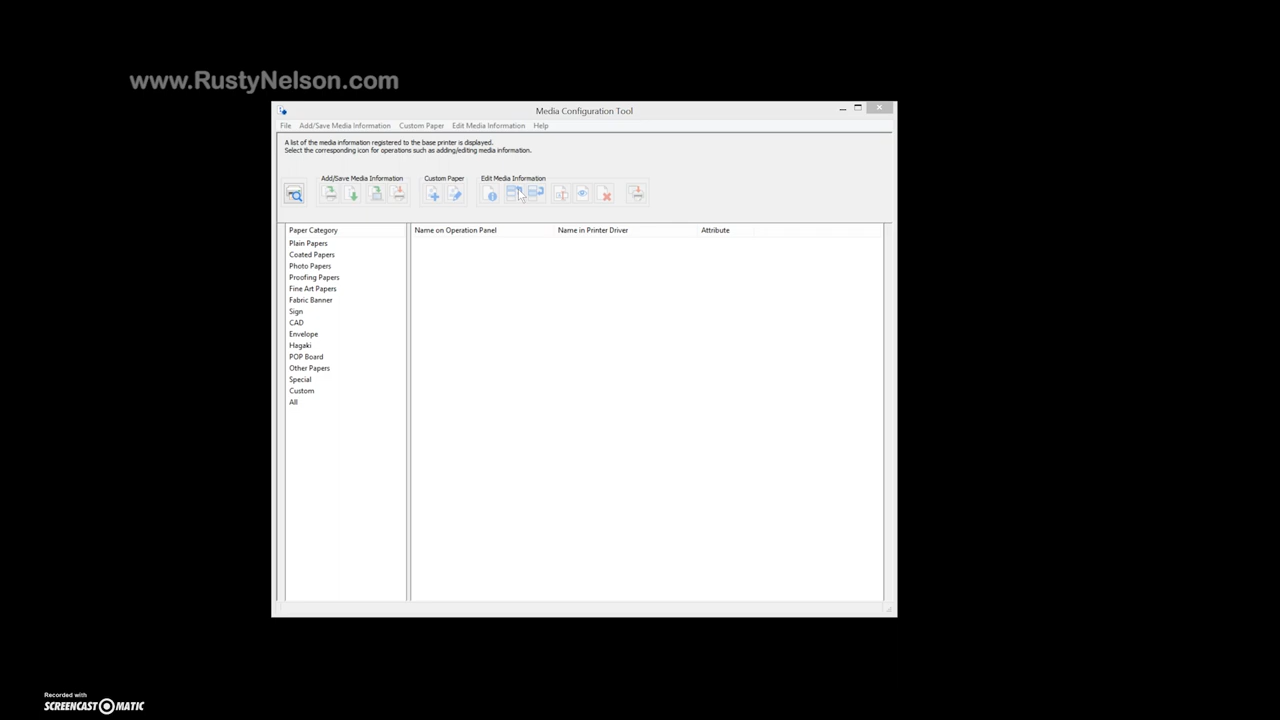 www.RustyNelson.com
Media Configuration Tool
File Add/Save Media Information Custom Paper Edit Media Information Help
A list of the media information registered to the base printer is displayed.
Select the corresponding icon for operations such as adding/editing media information.
Add/Save Media Information Custom Paper Edit Media Information
Paper Category Name on Operation Panel Name in Printer Driver Attribute
Plain Papers
Coated Papers
Photo Papers
Proofing Papers
Fine Art Papers
Fabric Banner
Sign
CAD
Envelope
Hagaki
POP Board
Other Papers
Special
Custom
All
Recorded with
SCREENCAST MATIC